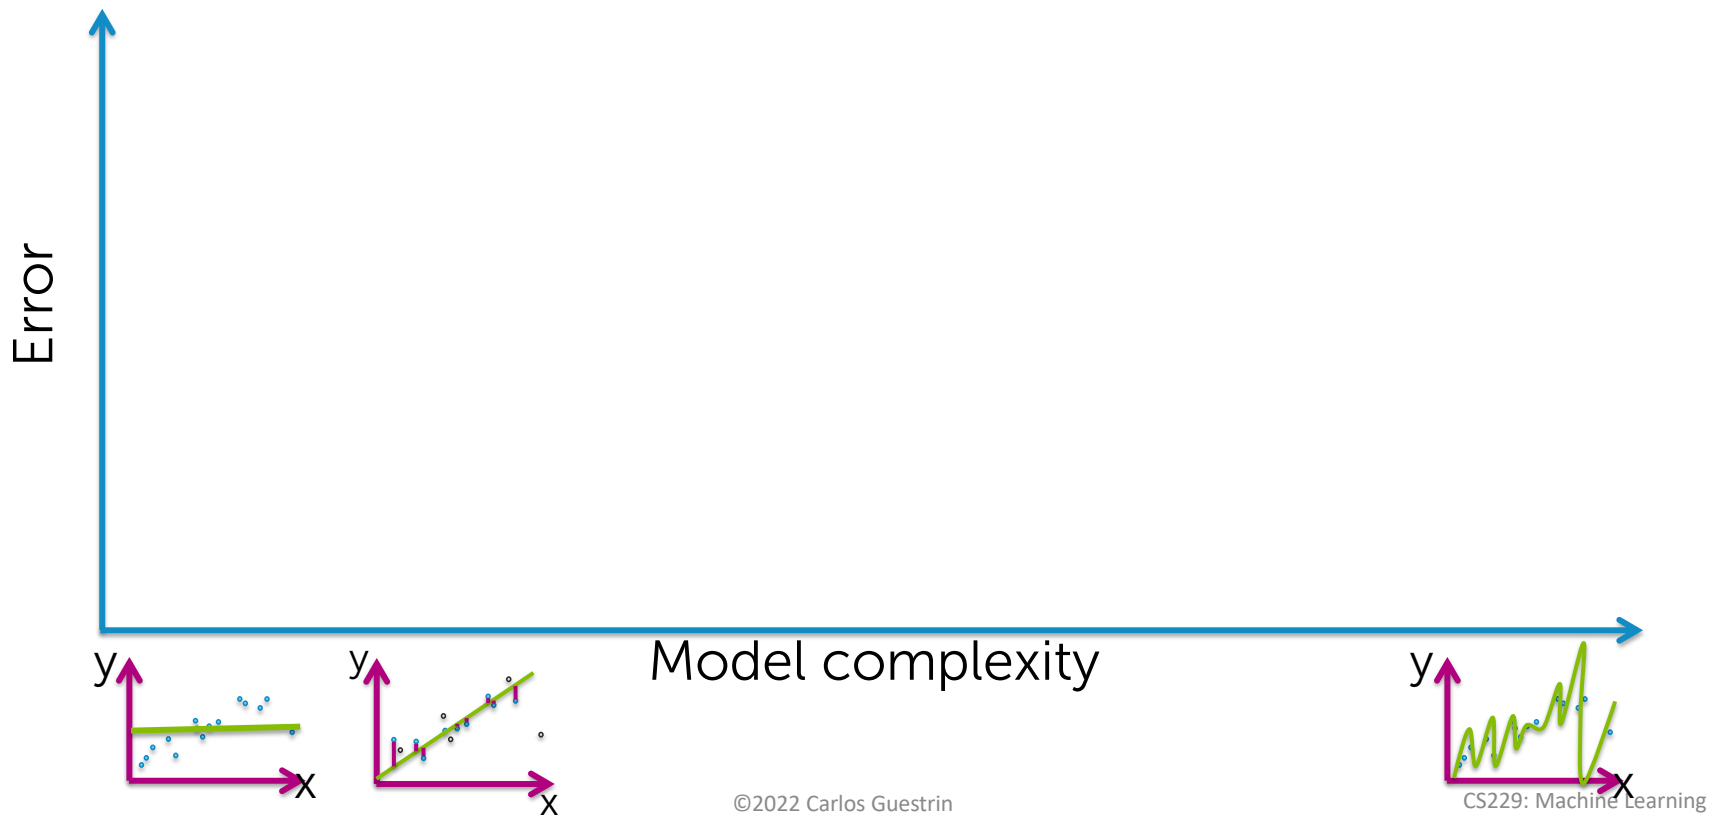 Error
Model complexity
y
x
y
x
y
x
©2022 Carlos Guestrin
CS229: Machine Learning